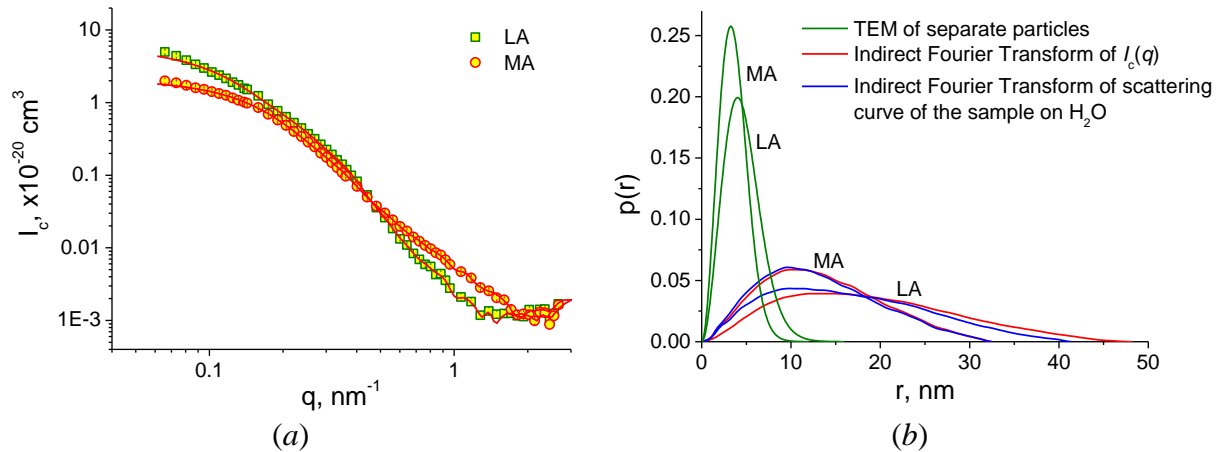 10
1
0.1
0.01
1E-3
I_c, x10⁻²⁰ cm³
LA
MA
0.1
1
q, nm⁻¹
(a)
0.25
0.20
0.15
0.10
0.05
0.00
p(r)
TEM of separate particles
Indirect Fourier Transform of I_c(q)
Indirect Fourier Transform of scattering
curve of the sample on H₂O
MA
LA
MA
LA
0
10
20
30
40
50
r, nm
(b)